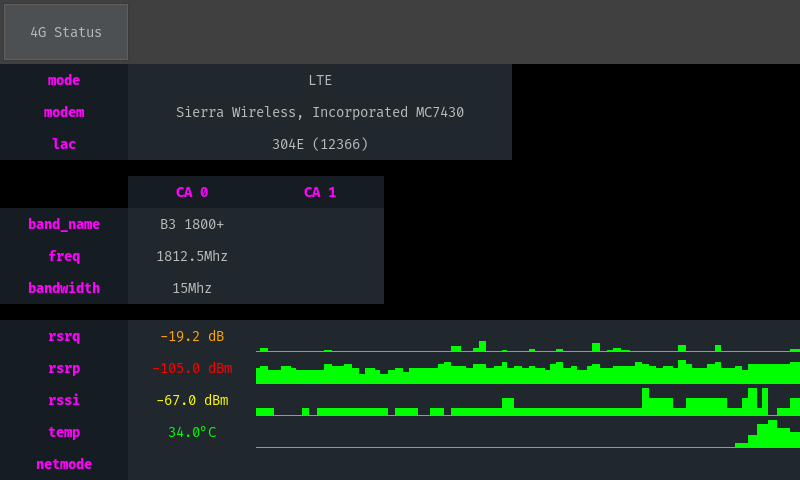 4G Status
mode LTE
modem Sierra Wireless, Incorporated MC7430
lac 304E (12366)
CA 0 CA 1
band_name B3 1800+
freq 1812.5Mhz
bandwidth 15Mhz
rsrq -19.2 dB
rsrp -105.0 dBm
rssi -67.0 dBm
temp 34.0°C
netmode